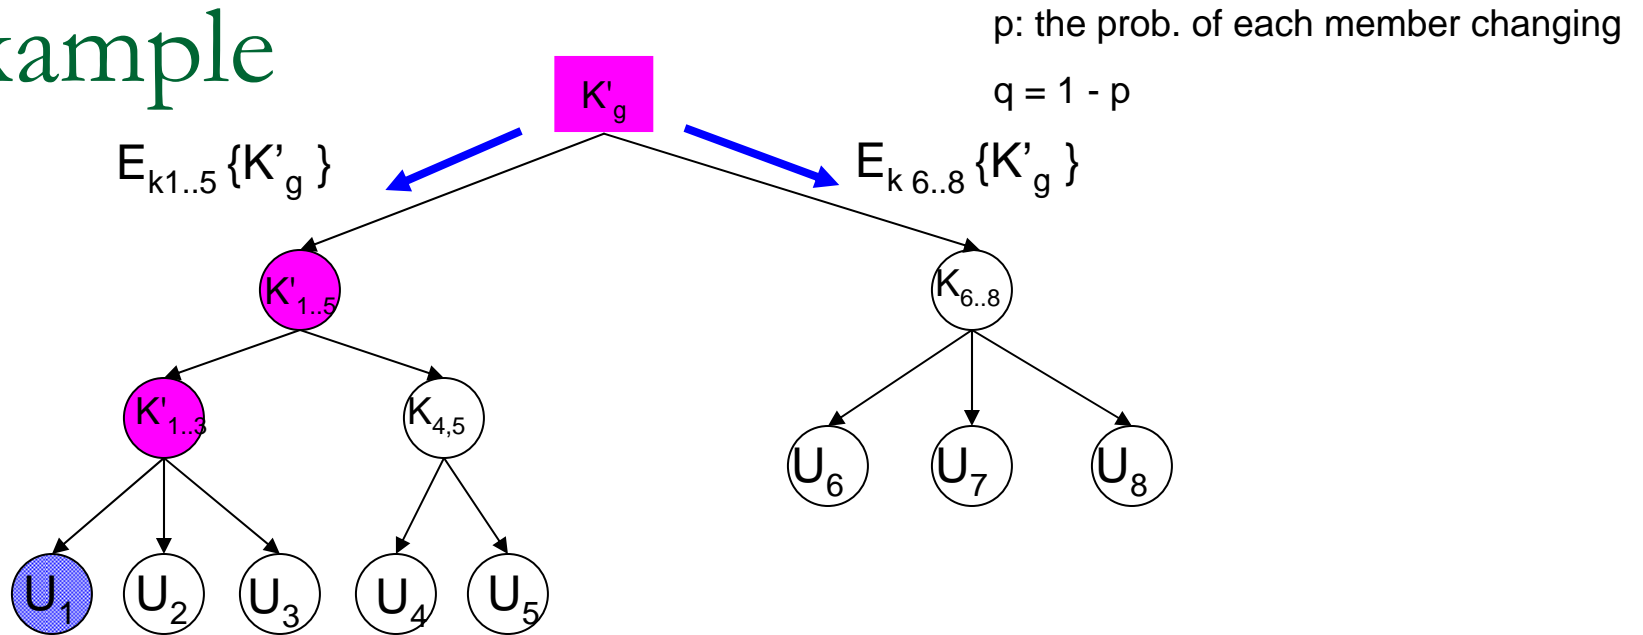 xample
p: the prob. of each member changing
q = 1 - p
K'g
Ek1..5 {K’g }
Ek 6..8 {K’g }
K'1..5
K6..8
K'1..3
K4,5
U6
U7
U8
U1
U2
U3
U4
U5